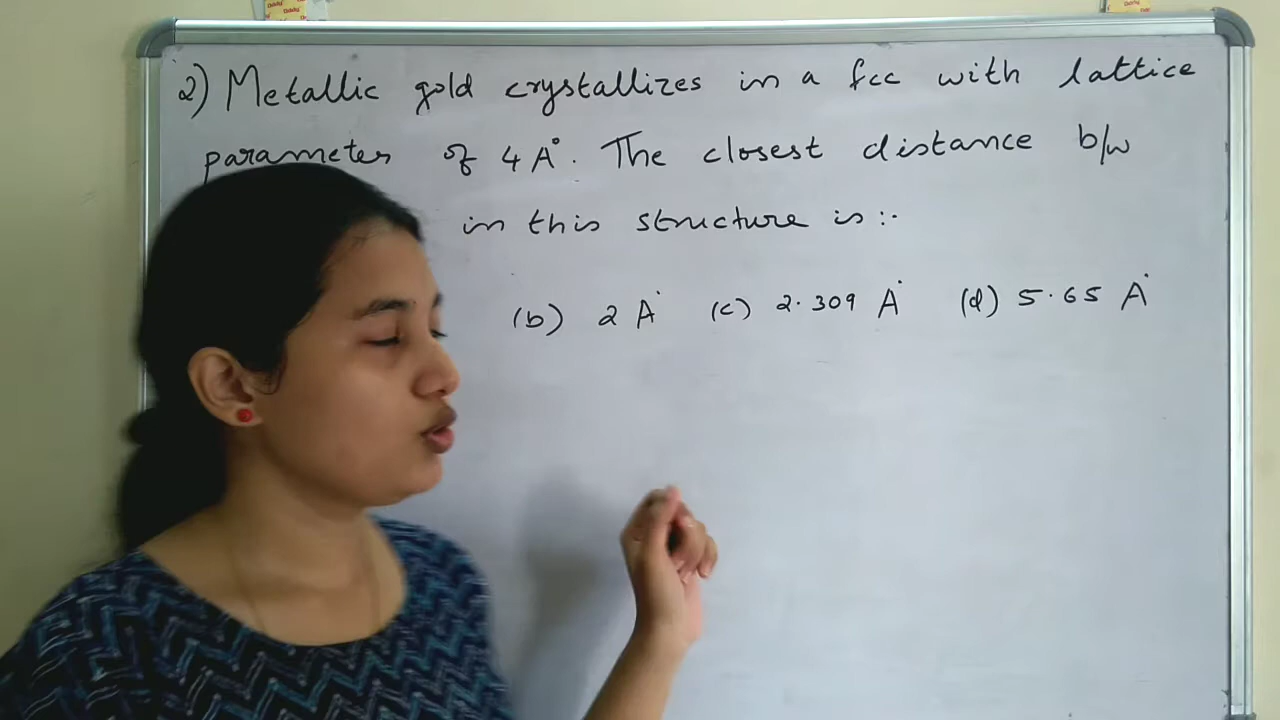 2) Metallic gold crystallizes in a fcc with lattice
parameter of 4 A°. The closest distance b/w
in this structure is :-
(b) 2 A° (c) 2.309 A° (d) 5.65 A°